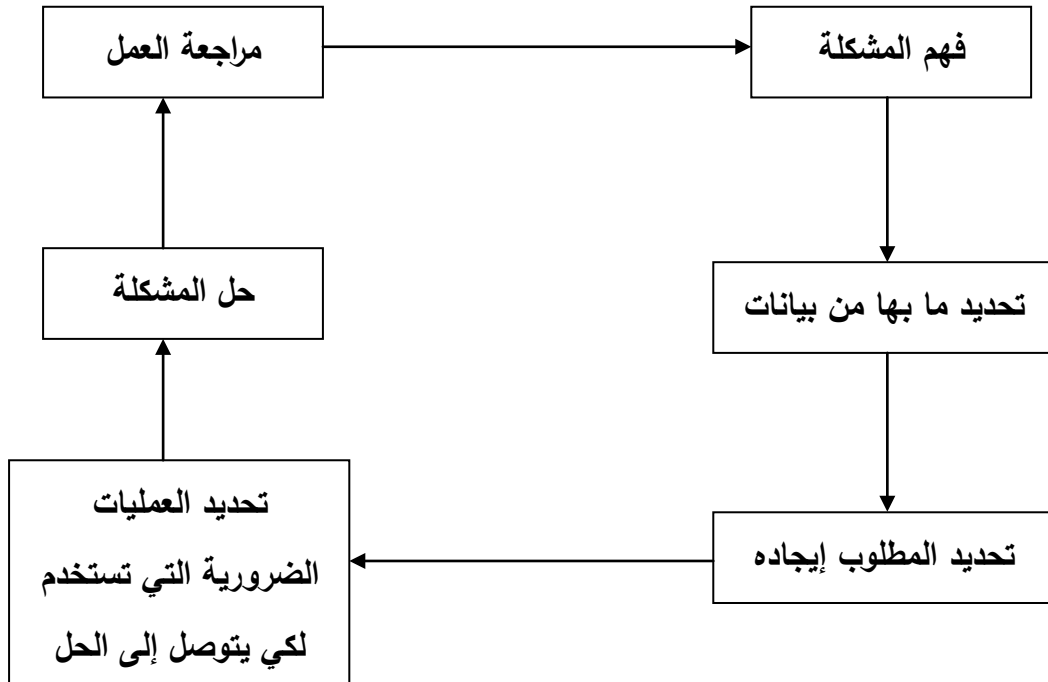 فهم المشكلة
تحديد ما بها من بيانات
تحديد المطلوب إيجاده
تحديد العمليات
الضرورية التي تستخدم
لكي يتوصل إلى الحل
حل المشكلة
مراجعة العمل